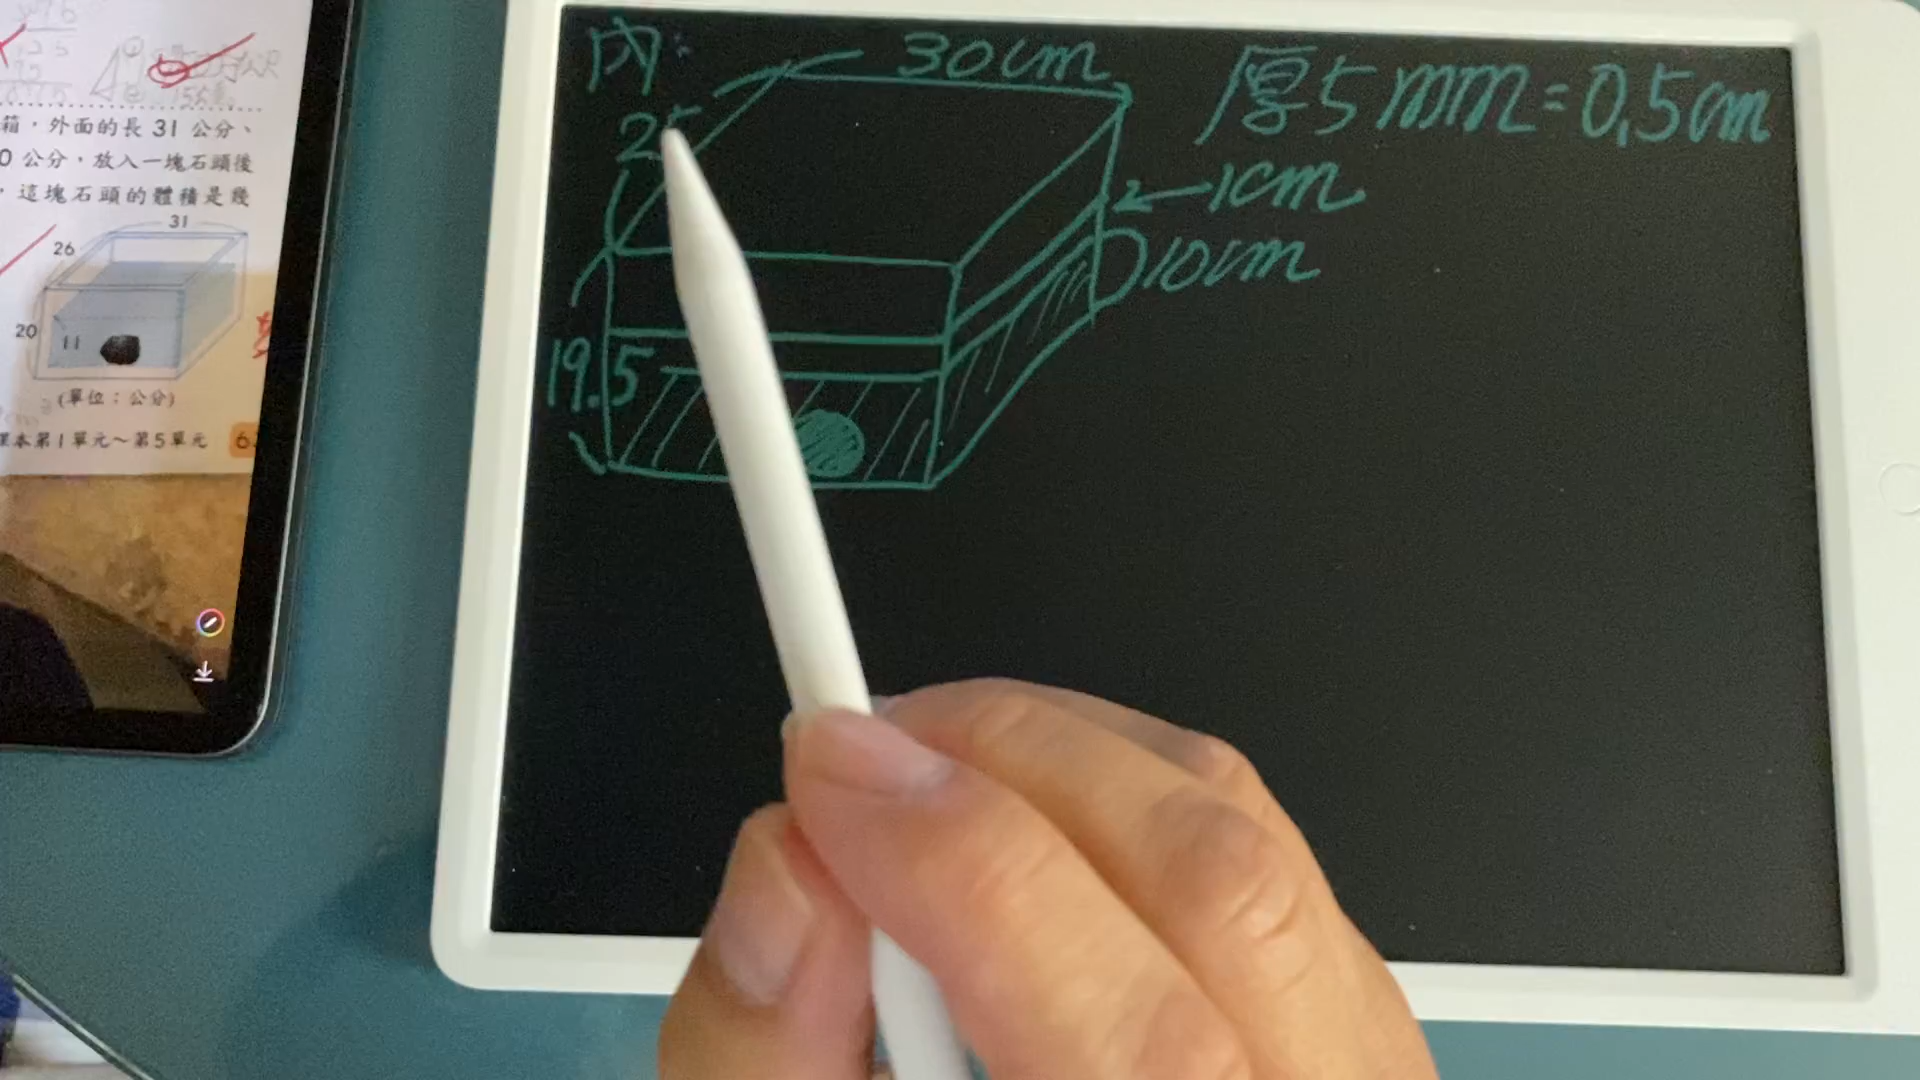 箱，外面的長 31 公分、
0 公分，放入一塊石頭後
，這塊石頭的體積是幾
31
26
20
11
(單位：公分)
課本第1單元～第5單元 6
內:
30cm
25
19.5
厚5mm=0.5cm
←1cm
10cm